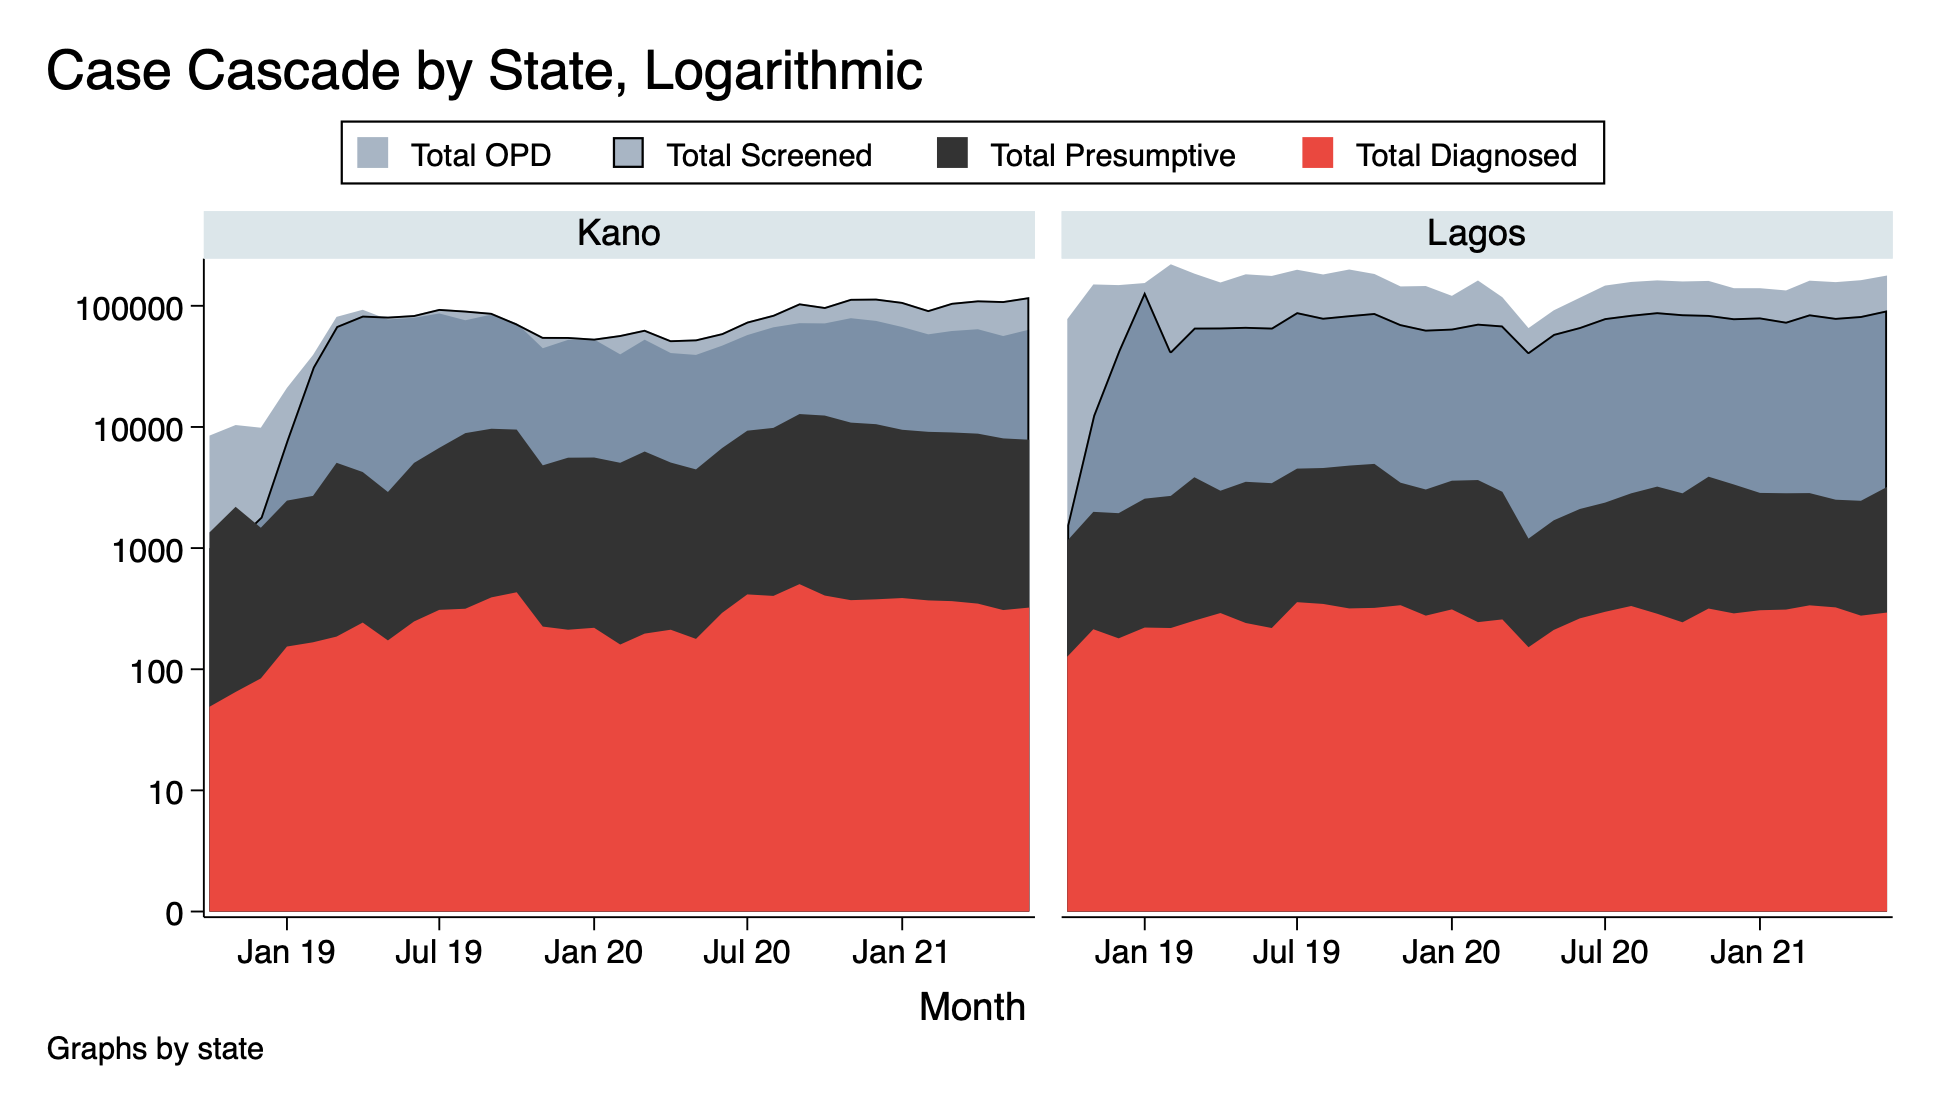 Case Cascade by State, Logarithmic
Total OPD Total Screened Total Presumptive Total Diagnosed
Kano Lagos
100000
10000
1000
100
10
0
Jan 19 Jul 19 Jan 20 Jul 20 Jan 21 Jan 19 Jul 19 Jan 20 Jul 20 Jan 21
Month
Graphs by state